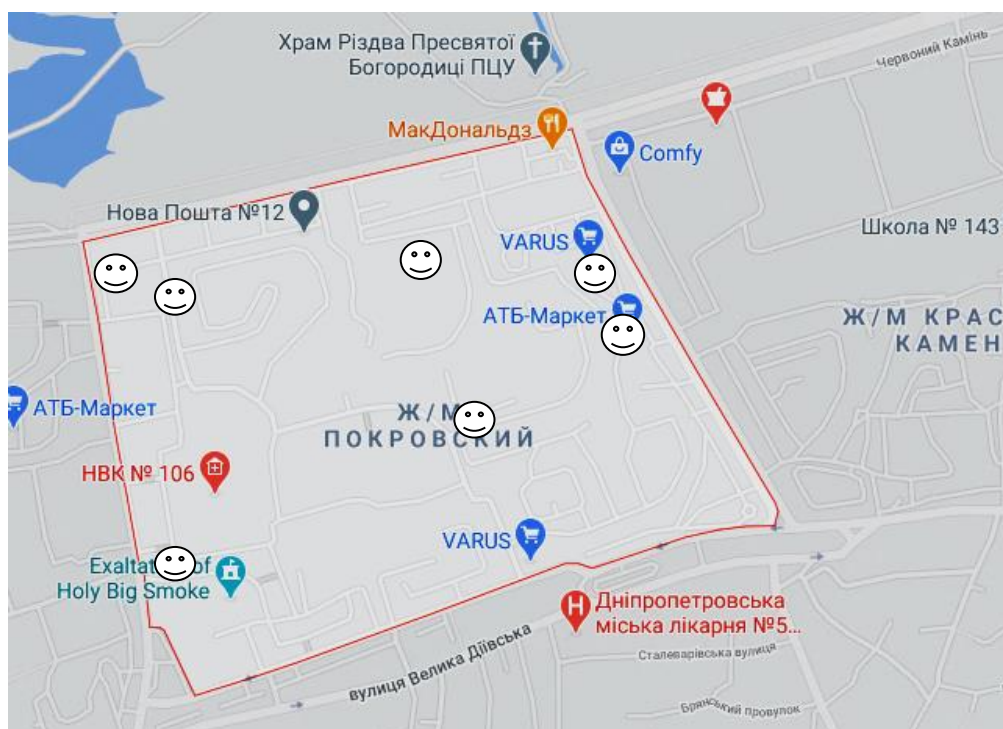 Храм Різдва Пресвятої
Богородиці ПЦУ
Червоний Камінь
МакДональдз
Comfy
Нова Пошта №12
VARUS
Школа № 143
АТБ-Маркет
Ж/М КРАС
КАМЕН
АТБ-Маркет
Ж/М
ПОКРОВСКИЙ
НВК № 106
VARUS
of
Holy Big Smoke
H
Дніпропетровська
міська лікарня №5...
Сталеварівська вулиця
вулиця Велика Діївська
Брянський провулок